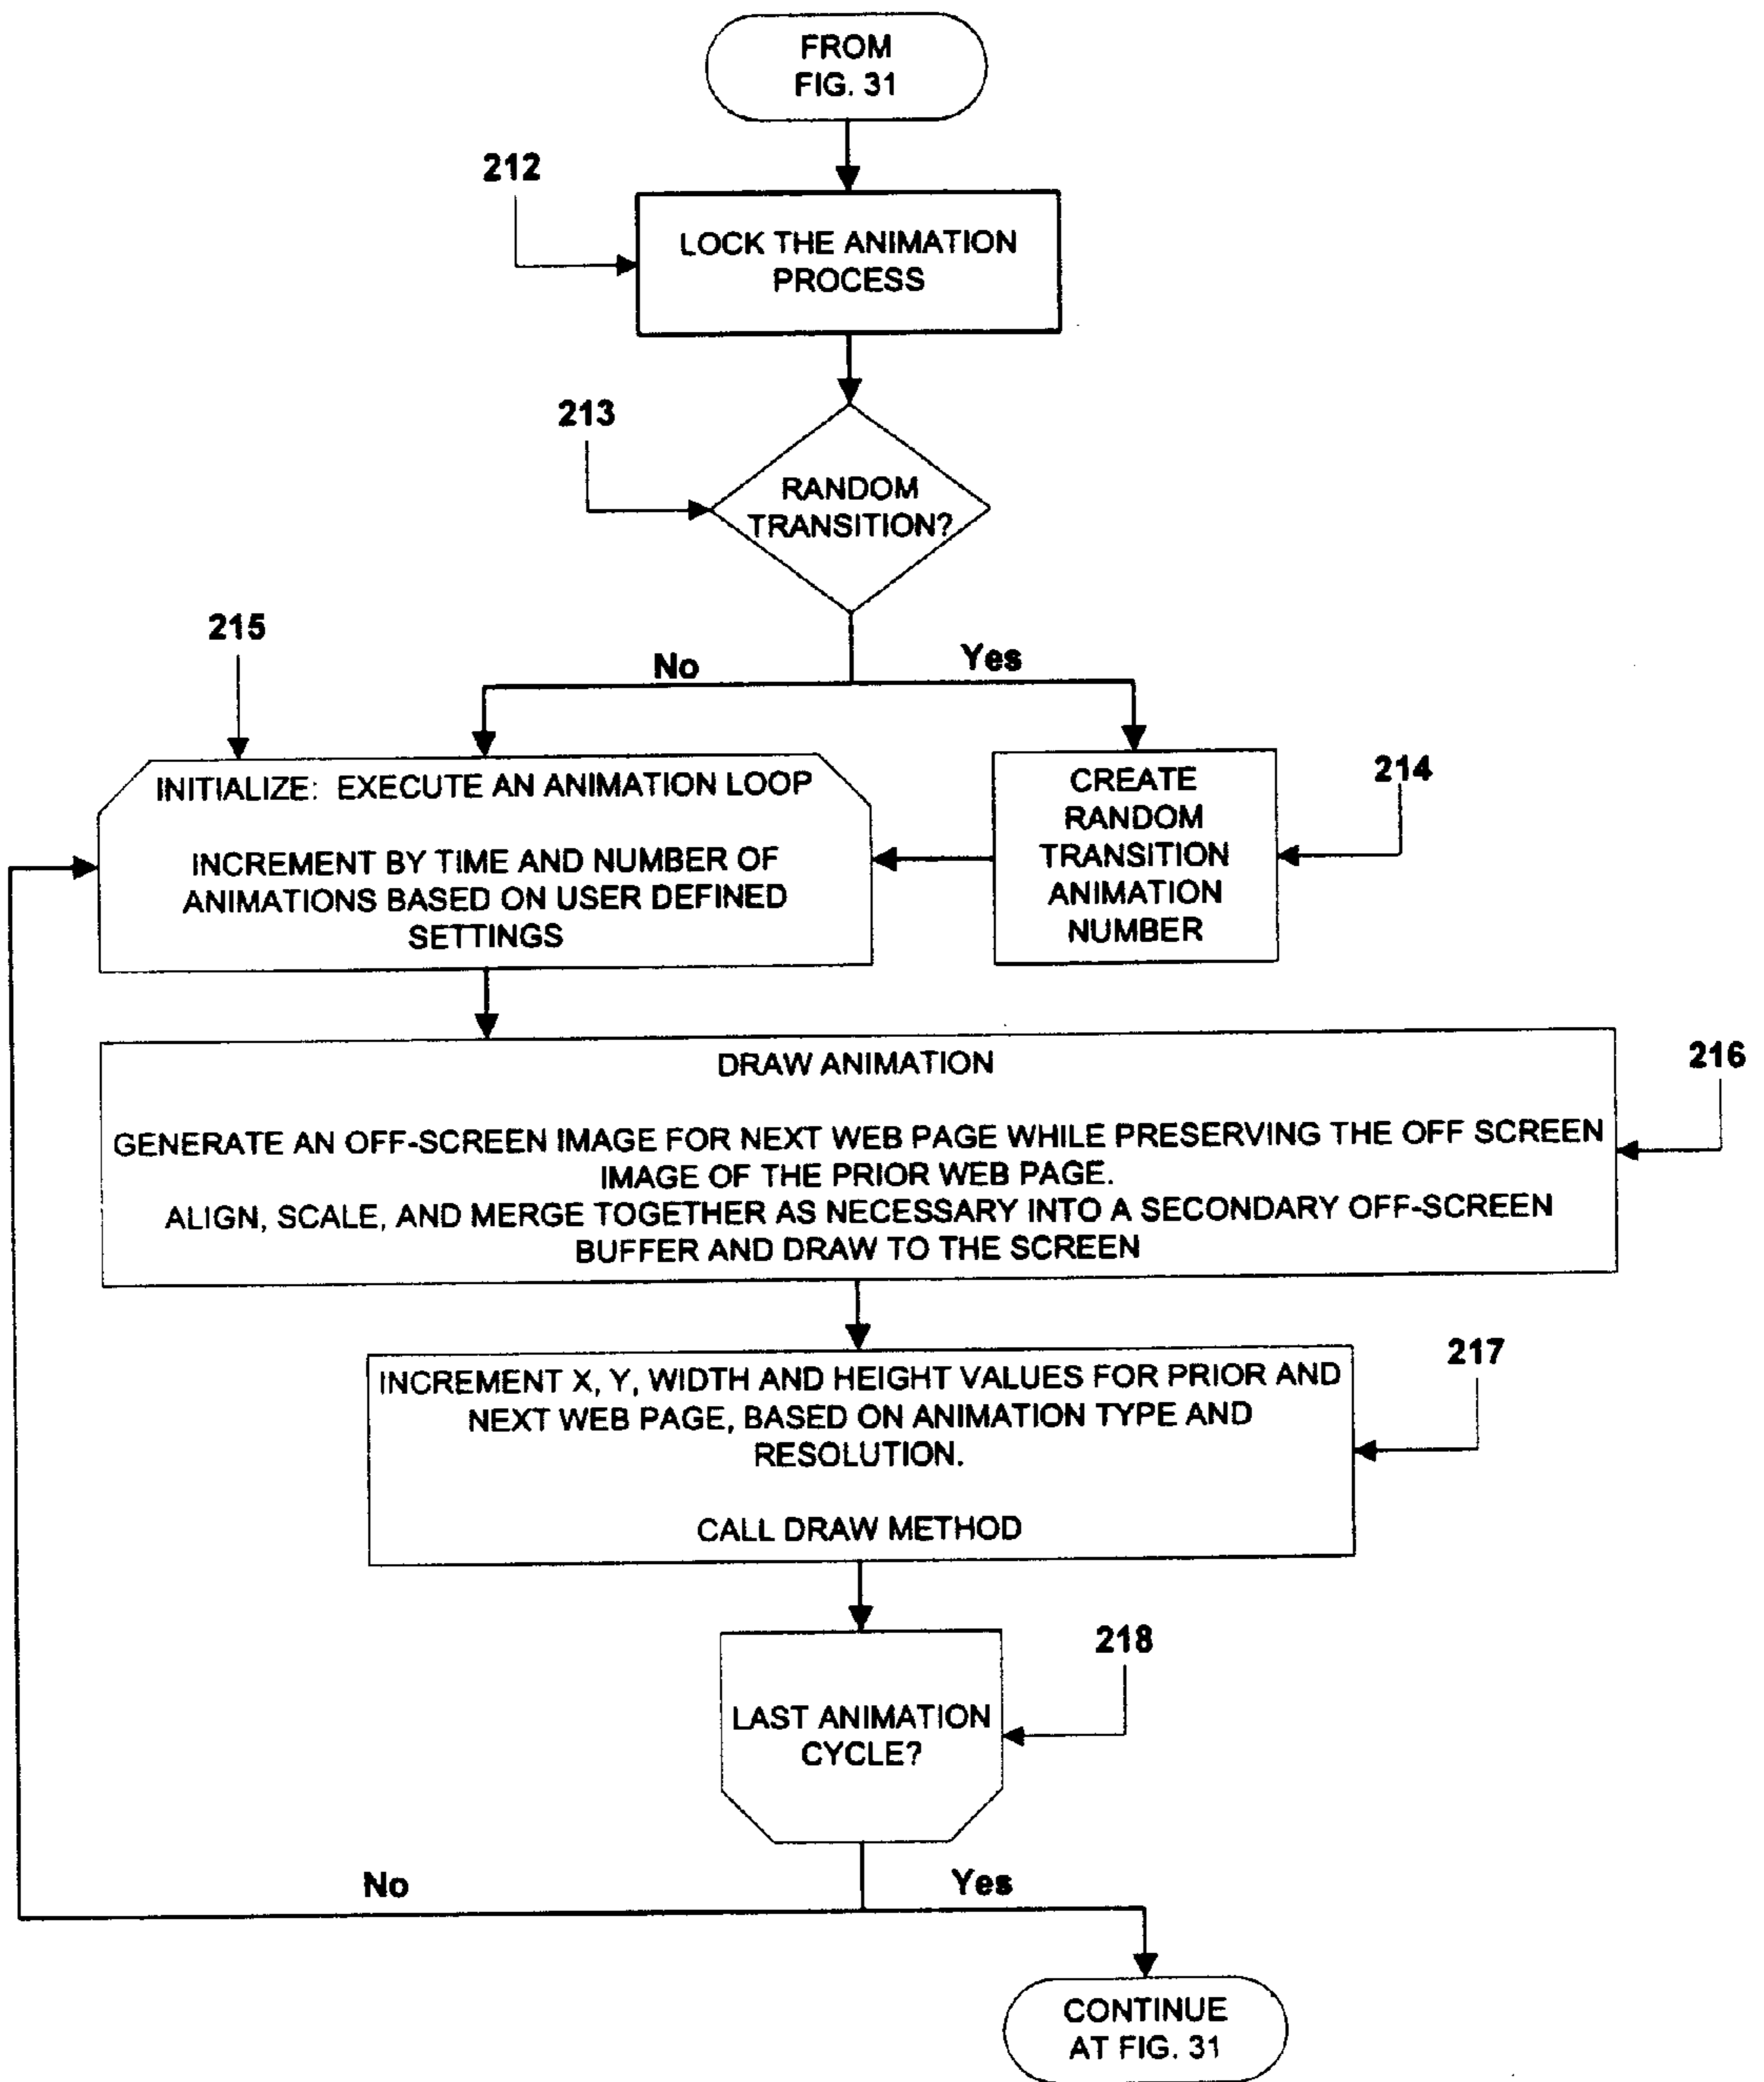 FROM
FIG. 31
212
LOCK THE ANIMATION
PROCESS
213
RANDOM
TRANSITION?
No
Yes
215
INITIALIZE: EXECUTE AN ANIMATION LOOP
INCREMENT BY TIME AND NUMBER OF
ANIMATIONS BASED ON USER DEFINED
SETTINGS
214
CREATE
RANDOM
TRANSITION
ANIMATION
NUMBER
216
DRAW ANIMATION
GENERATE AN OFF-SCREEN IMAGE FOR NEXT WEB PAGE WHILE PRESERVING THE OFF SCREEN
IMAGE OF THE PRIOR WEB PAGE.
ALIGN, SCALE, AND MERGE TOGETHER AS NECESSARY INTO A SECONDARY OFF-SCREEN
BUFFER AND DRAW TO THE SCREEN
217
INCREMENT X, Y, WIDTH AND HEIGHT VALUES FOR PRIOR AND
NEXT WEB PAGE, BASED ON ANIMATION TYPE AND
RESOLUTION.
CALL DRAW METHOD
218
LAST ANIMATION
CYCLE?
No
Yes
CONTINUE
AT FIG. 31